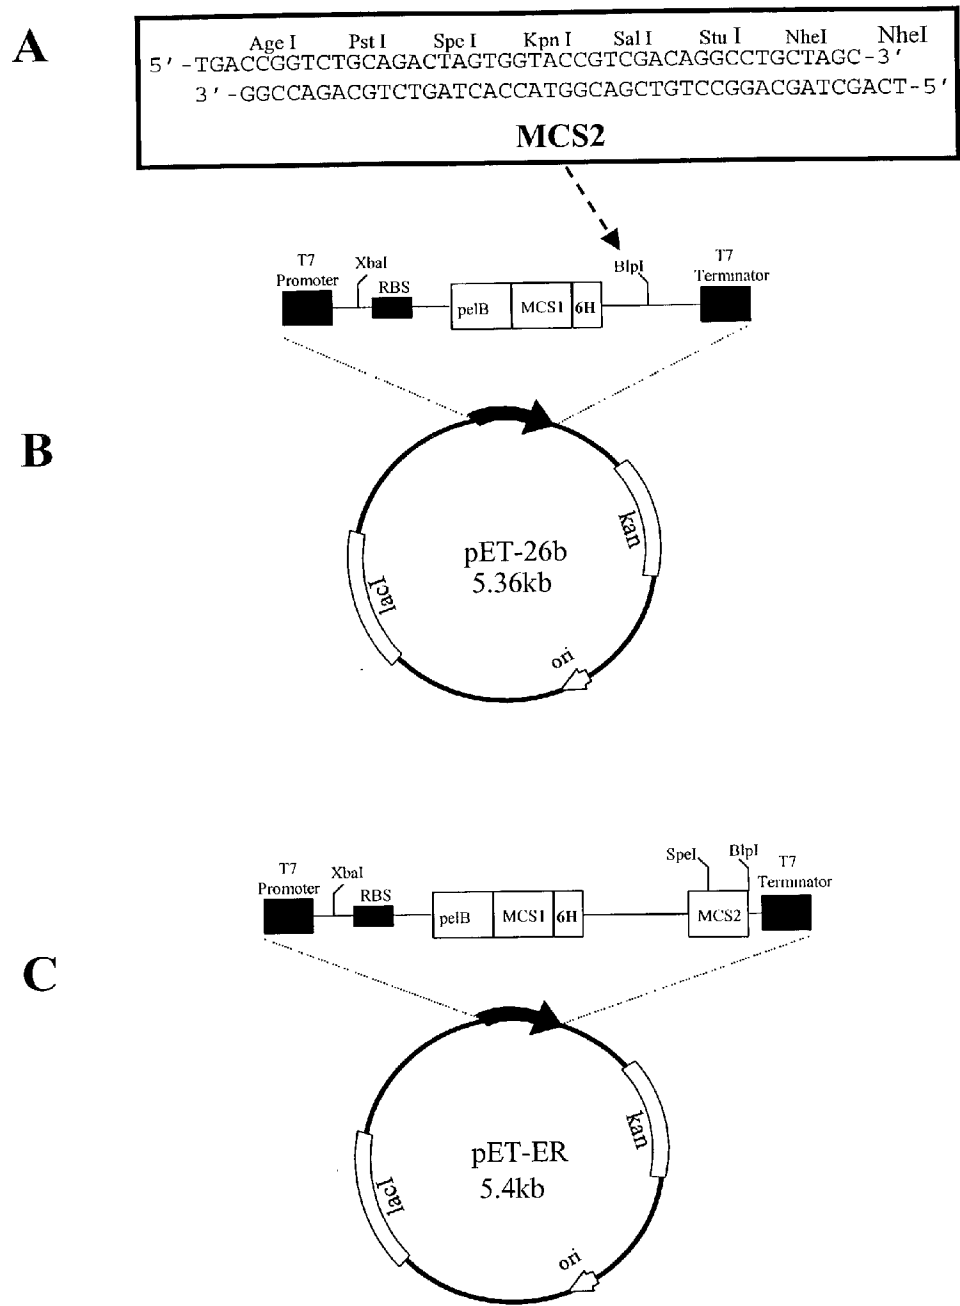 A
Age I Pst I Spe I Kpn I Sal I Stu I NheI NheI
5'-TGACCGGTCTGCAGACTAGTGGTACCGTCGACAGGCCTGCTAGC-3'
3'-GGCCAGACGTCTGATCACCATGGCAGCTGTCCGGACGATCGACT-5'
MCS2
T7
Promoter
XbaI
RBS
pelB
MCS1
6H
BlpI
T7
Terminator
B
kan
pET-26b
5.36kb
lacI
ori
T7
Promoter
XbaI
RBS
pelB
MCS1
6H
SpeI
BlpI
MCS2
T7
Terminator
C
kan
pET-ER
5.4kb
lacI
ori